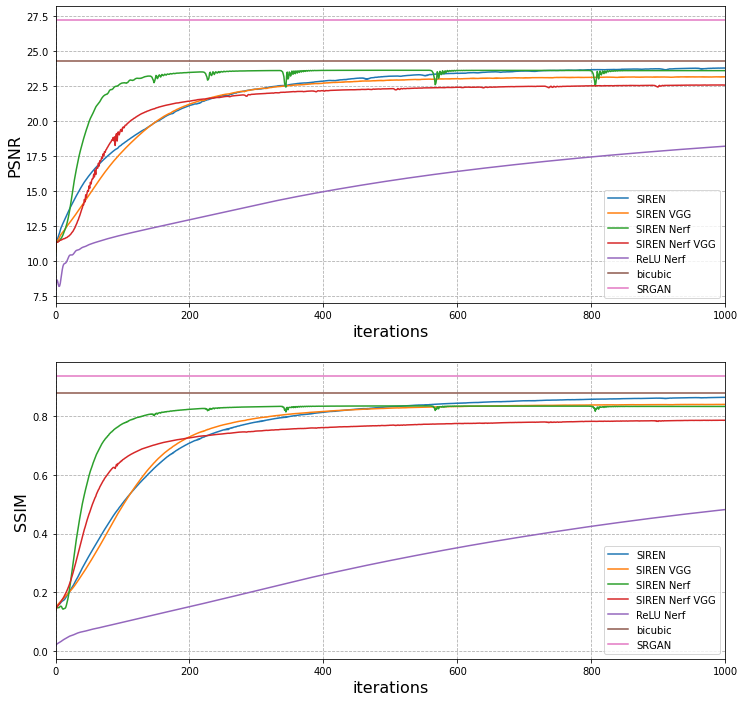 27.5
25.0
22.5
20.0
17.5
15.0
12.5
10.0
7.5
PSNR
0 200 400 600 800 1000
iterations
SIREN
SIREN VGG
SIREN Nerf
SIREN Nerf VGG
ReLU Nerf
bicubic
SRGAN
0.8
0.6
0.4
0.2
0.0
SSIM
0 200 400 600 800 1000
iterations
SIREN
SIREN VGG
SIREN Nerf
SIREN Nerf VGG
ReLU Nerf
bicubic
SRGAN